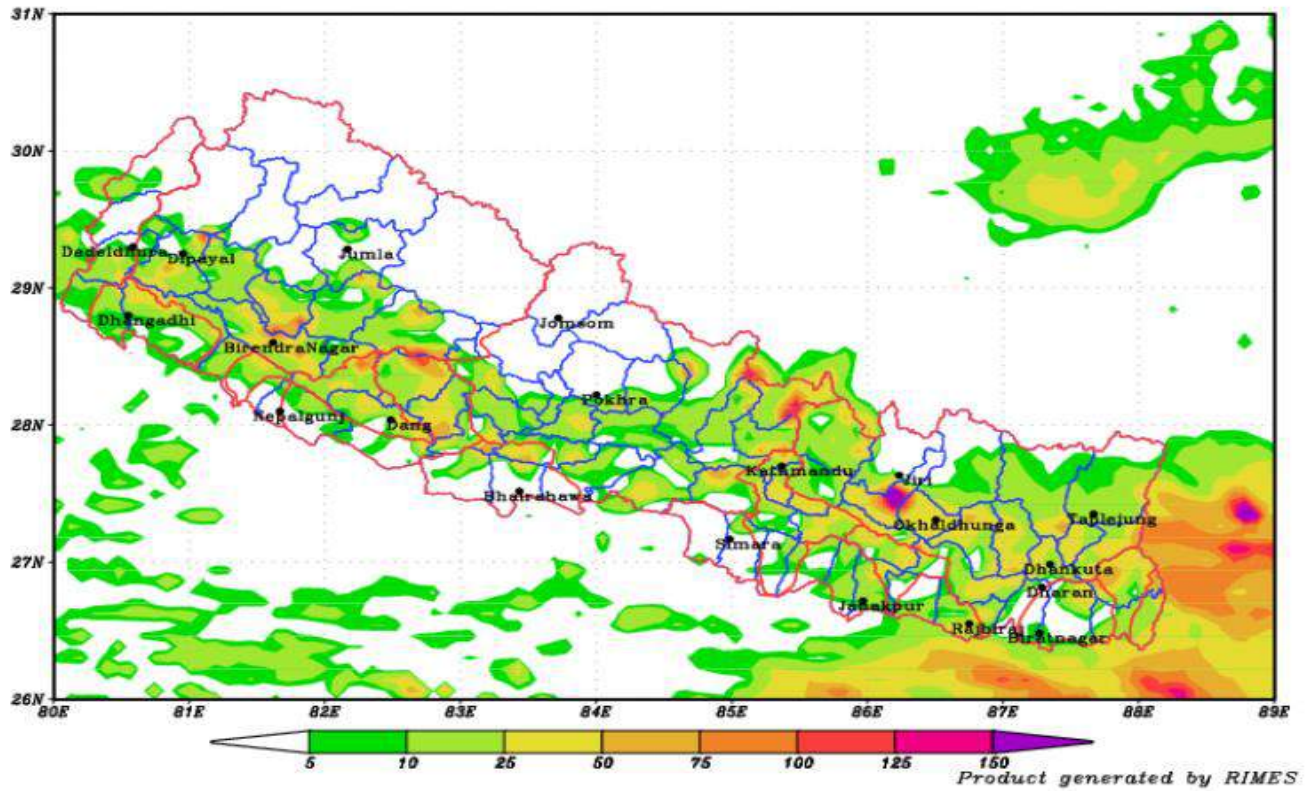 31N
30N
29N
28N
27N
26N
Dadeldhura
Dipayal
Jumla
Dhangadhi
Jomsom
BirendraNagar
Pokhra
Nepalgunj
Dang
Katamandu
Jiri
Bhairahawa
Okhaldhunga
Taplejung
Simara
Dhankuta
Dharan
Janakpur
Rajbiraj
Biratnagar
80E 81E 82E 83E 84E 85E 86E 87E 88E 89E
5 10 25 50 75 100 125 150
Product generated by RIMES